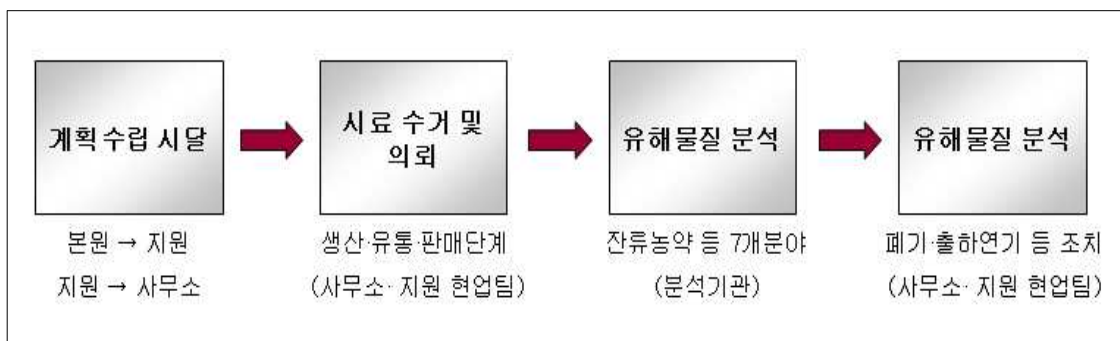 계획 수립 시달
시료 수거 및
의뢰
유해물질 분석
유해물질 분석
본원 → 지원
지원 → 사무소
생산·유통·판매단계
(사무소· 지원 현업팀)
잔류농약 등 7개분야
(분석기관)
폐기·출하연기 등 조치
(사무소· 지원 현업팀)